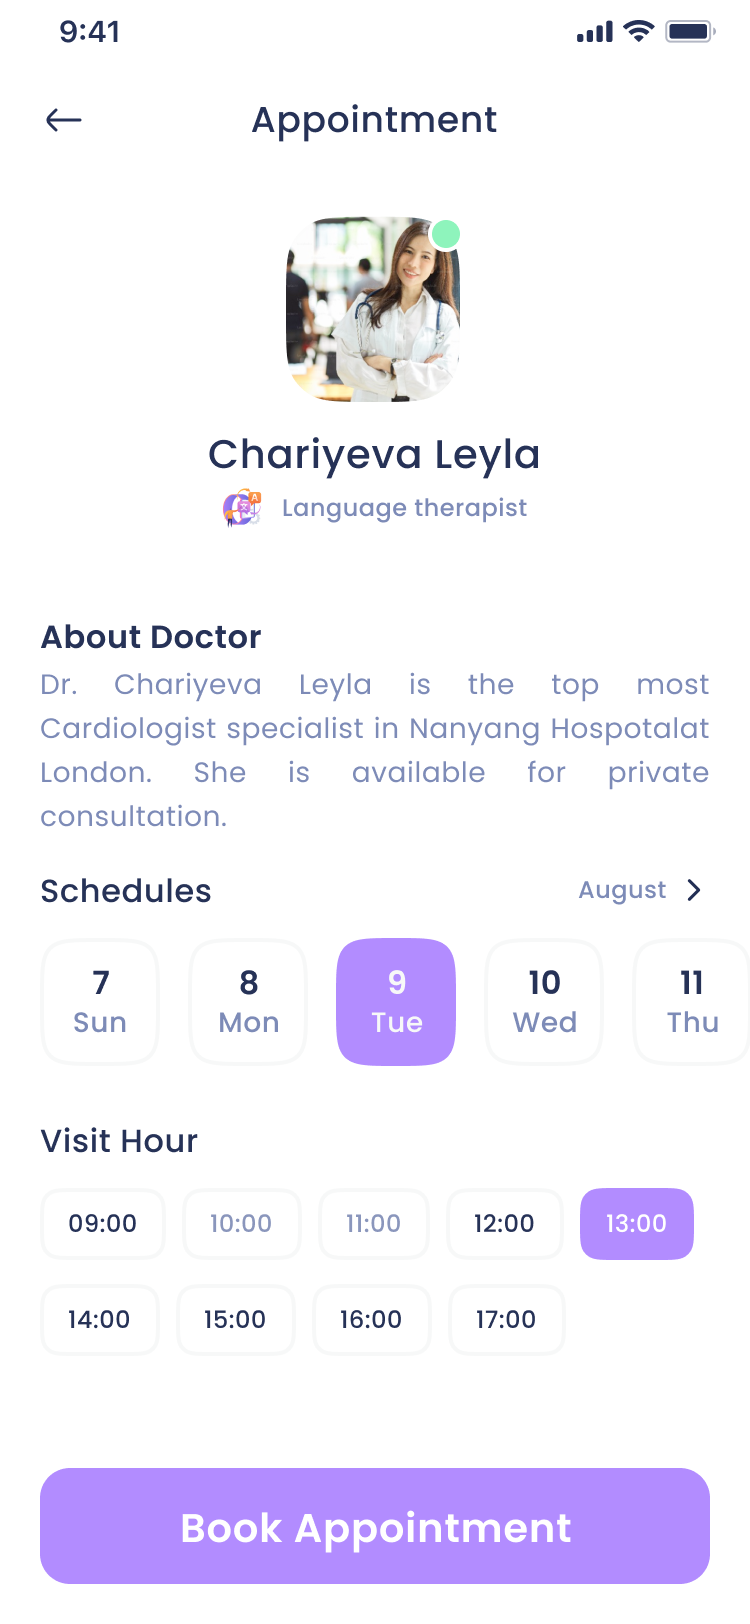 9:41
Appointment
Chariyeva Leyla
A
Language therapist
About Doctor
Dr. Chariyeva Leyla is the top most
Cardiologist specialist in Nanyang Hospotalat
London. She is available for private
consultation.
Schedules
August
7 8 9 10 11
Sun Mon Tue Wed Thu
Visit Hour
09:00 10:00 11:00 12:00 13:00
14:00 15:00 16:00 17:00
Book Appointment